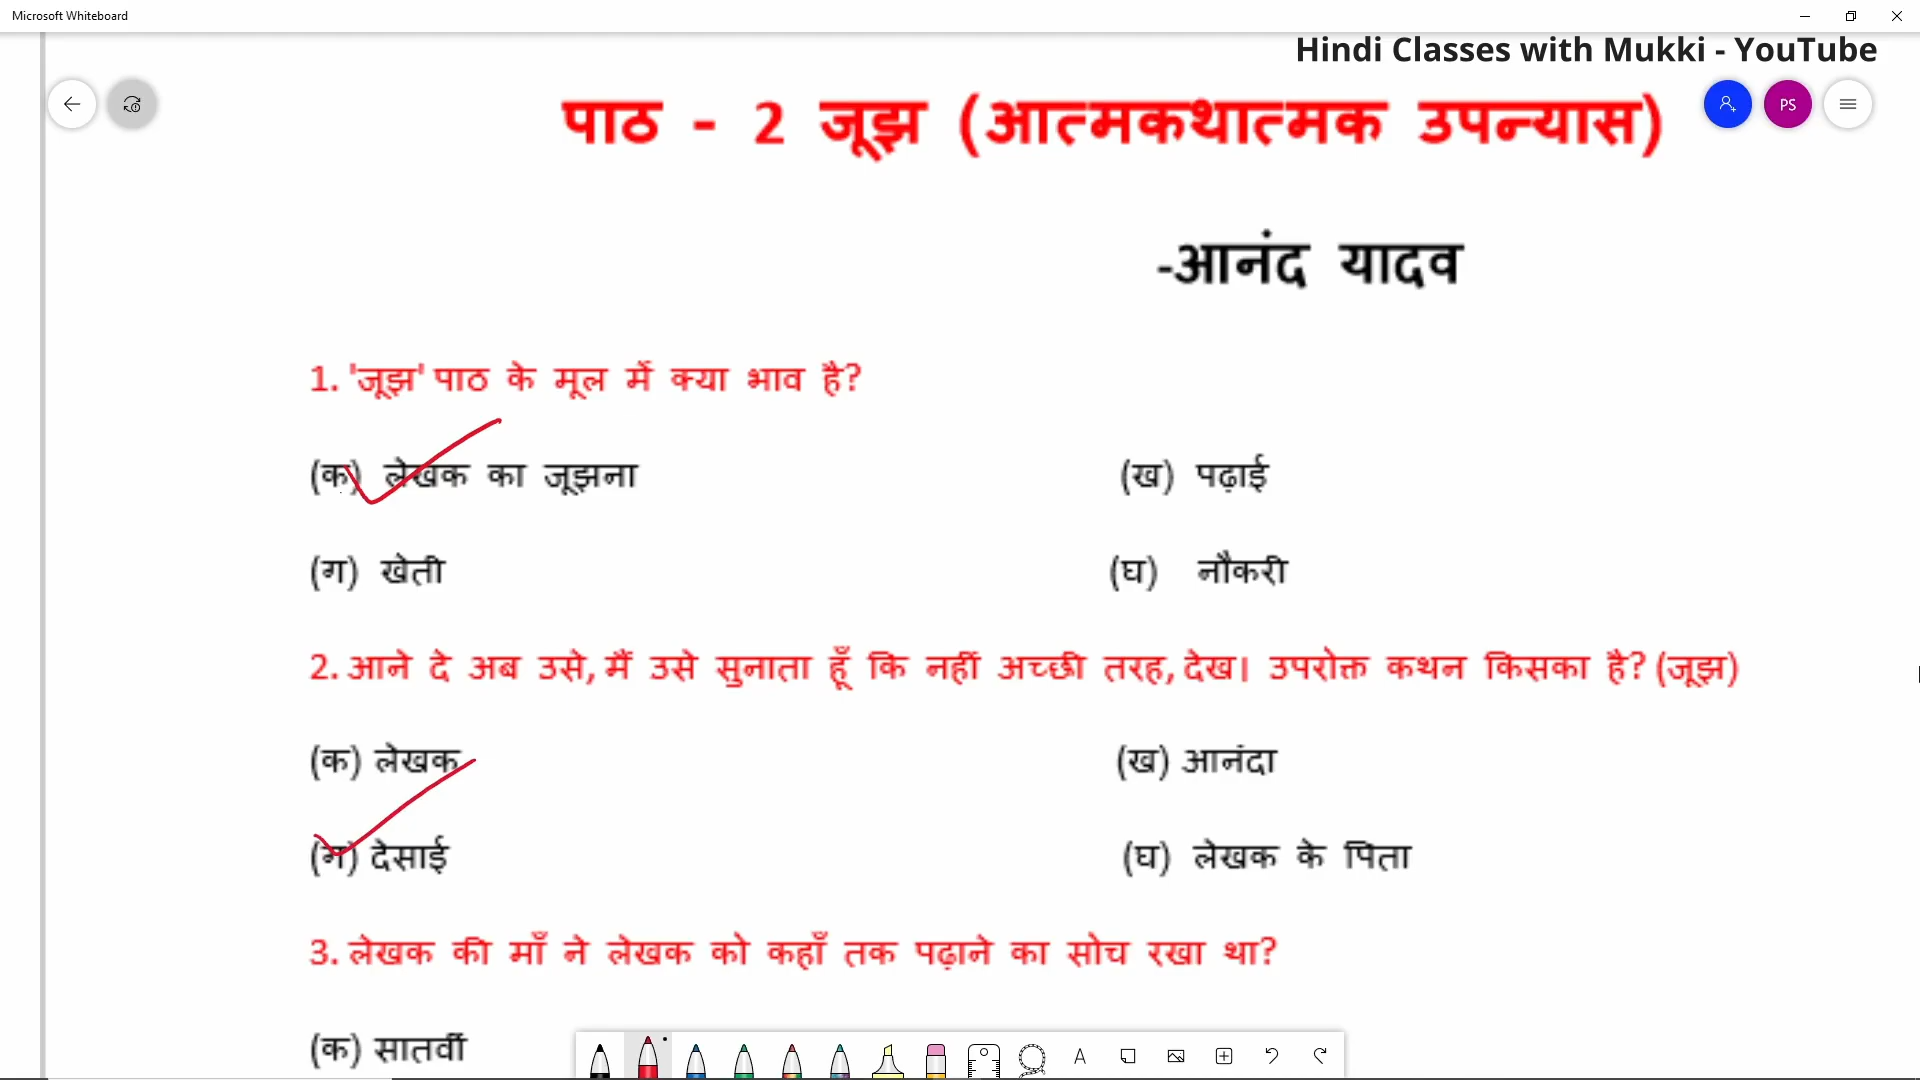 Microsoft Whiteboard
Hindi Classes with Mukki - YouTube
पाठ - 2 जूझ (आत्मकथात्मक उपन्यास)
PS
-आनंद यादव
1. 'जूझ' पाठ के मूल में क्या भाव है?
(क) लेखक का जूझना (ख) पढ़ाई
(ग) खेती (घ) नौकरी
2. आने दे अब उसे, मैं उसे सुनाता हूँ कि नहीं अच्छी तरह, देख। उपरोक्त कथन किसका है? (जूझ)
(क) लेखक (ख) आनंदा
(ग) देसाई (घ) लेखक के पिता
3. लेखक की माँ ने लेखक को कहाँ तक पढ़ाने का सोच रखा था?
(क) सातवीं
A